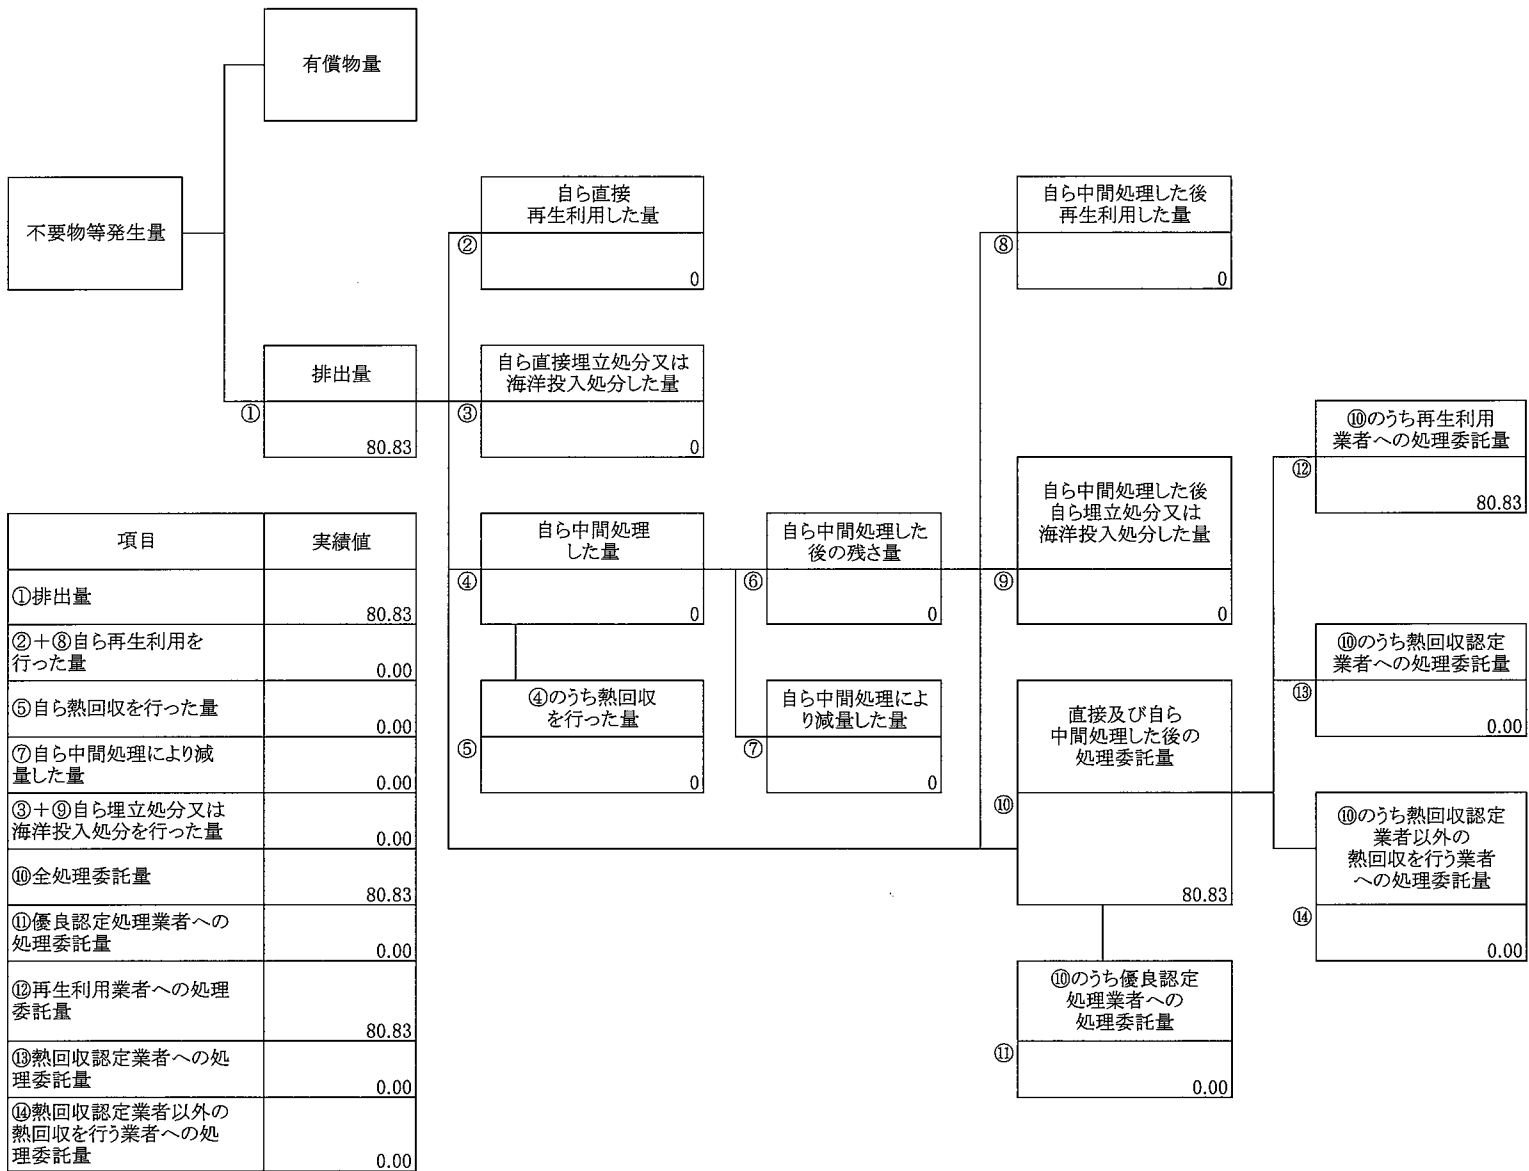 有償物量
不要物等発生量
自ら直接
再生利用した量
②
0
自ら中間処理した後
再生利用した量
⑧
0
排出量
①
80.83
自ら直接埋立処分又は
海洋投入処分した量
③
0
自ら中間処理
した量
④
0
自ら中間処理した
後の残さ量
⑥
0
自ら中間処理した後
自ら埋立処分又は
海洋投入処分した量
⑨
0
⑩のうち再生利用
業者への処理委託量
⑫
80.83
④のうち熱回収
を行った量
⑤
0
自ら中間処理によ
り減量した量
⑦
0
直接及び自ら
中間処理した後の
処理委託量
⑩
80.83
⑩のうち熱回収認定
業者への処理委託量
⑬
0.00
⑩のうち熱回収認定
業者以外の
熱回収を行う業者
への処理委託量
⑭
0.00
⑩のうち優良認定
処理業者への
処理委託量
⑪
0.00
項目 実績値
①排出量 80.83
②+⑧自ら再生利用を
行った量 0.00
⑤自ら熱回収を行った量 0.00
⑦自ら中間処理により減
量した量 0.00
③+⑨自ら埋立処分又は
海洋投入処分を行った量 0.00
⑩全処理委託量 80.83
⑪優良認定処理業者への
処理委託量 0.00
⑫再生利用業者への処理
委託量 80.83
⑬熱回収認定業者への処
理委託量 0.00
⑭熱回収認定業者以外の
熱回収を行う業者への処
理委託量 0.00